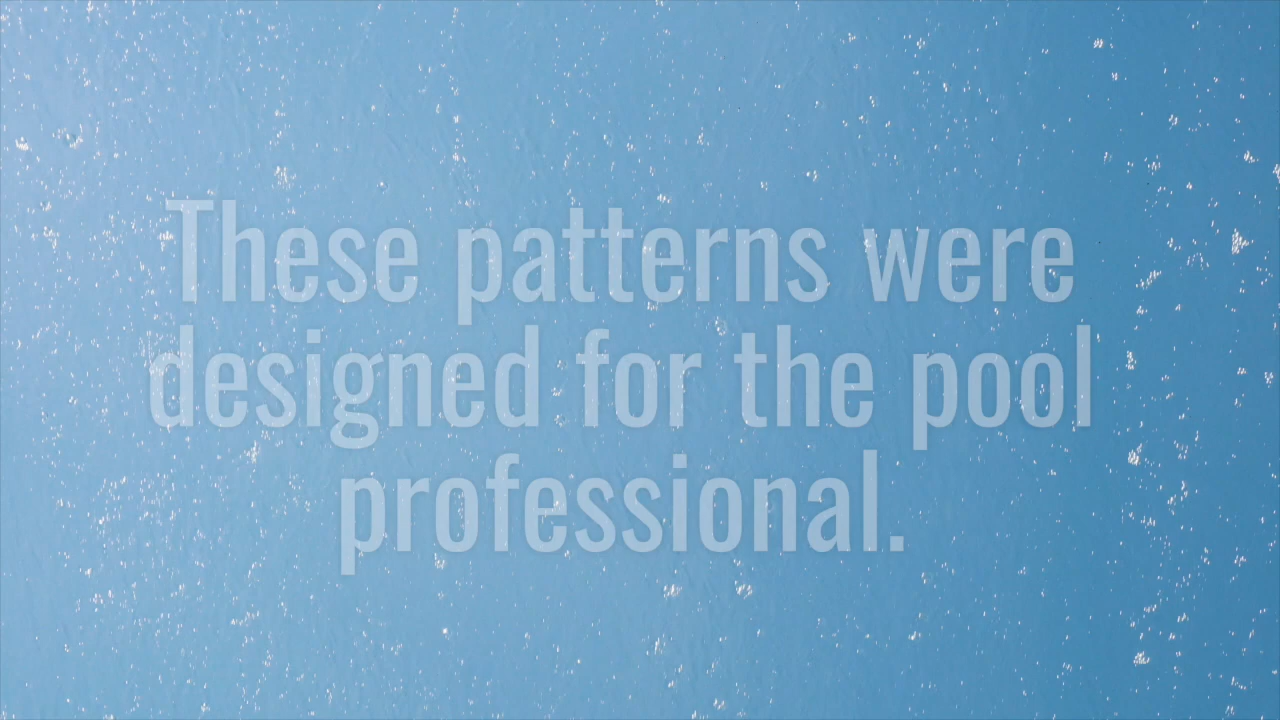 These patterns were
designed for the pool
professional.